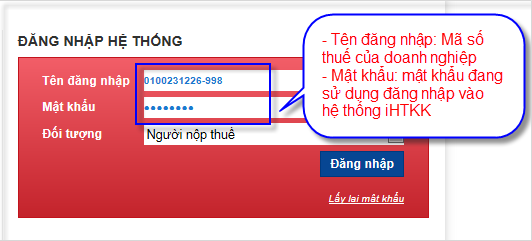 ĐĂNG NHẬP HỆ THỐNG
Tên đăng nhập 0100231226-998
Mật khẩu ••••••••
Đối tượng Người nộp thuế
Đăng nhập
Lấy lại mật khẩu
- Tên đăng nhập: Mã số
thuế của doanh nghiệp
- Mật khẩu: mật khẩu đang
sử dụng đăng nhập vào
hệ thống iHTKK